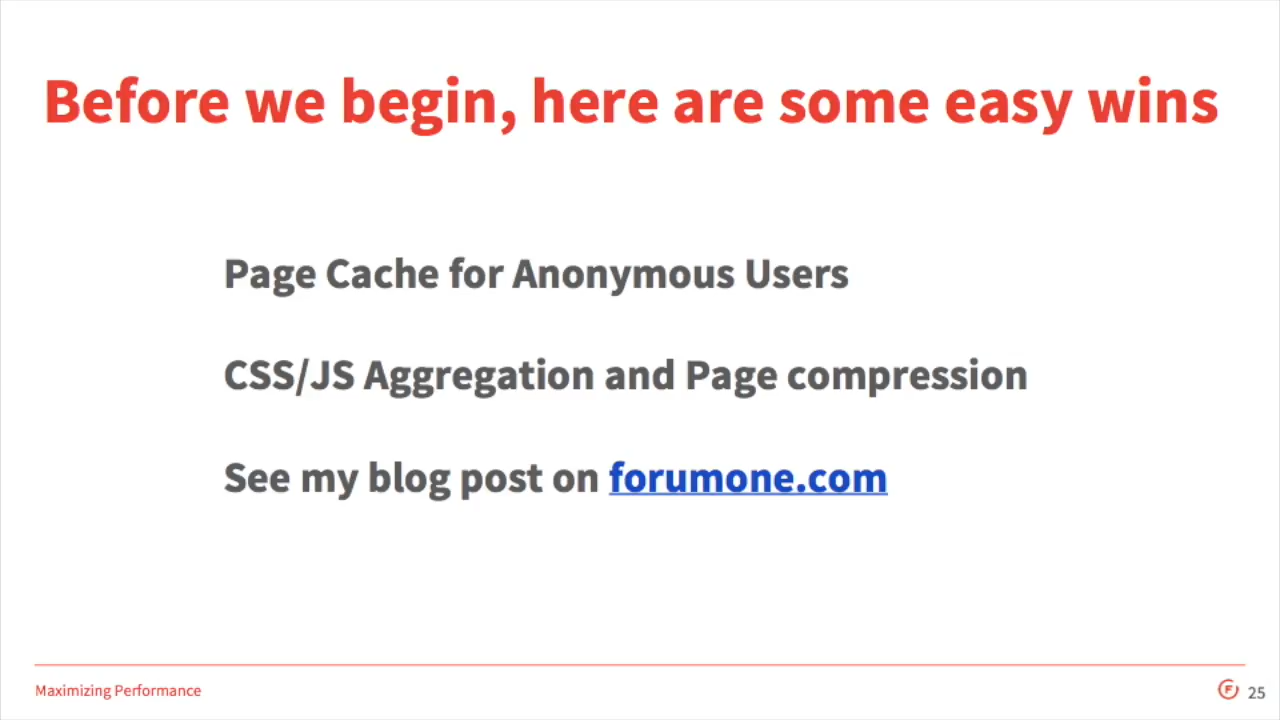 Before we begin, here are some easy wins
Page Cache for Anonymous Users
CSS/JS Aggregation and Page compression
See my blog post on forumone.com
Maximizing Performance
F 25